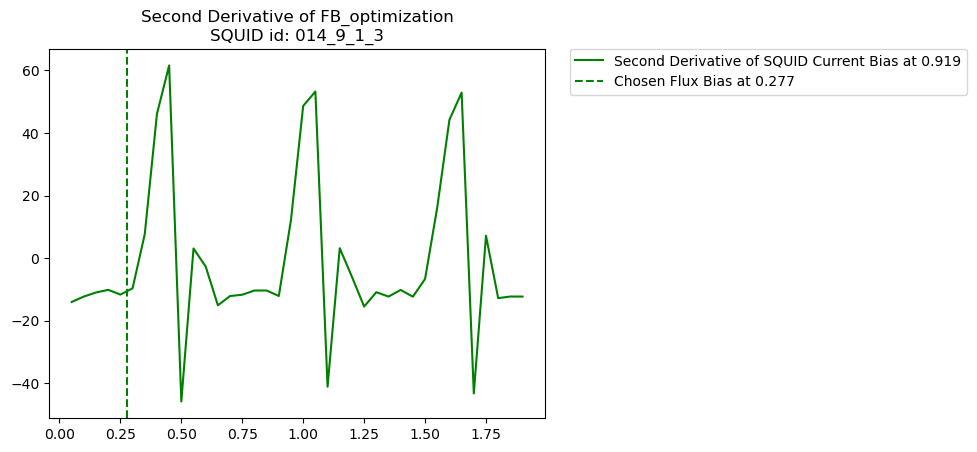 Second Derivative of FB_optimization
SQUID id: 014_9_1_3
Second Derivative of SQUID Current Bias at 0.919
Chosen Flux Bias at 0.277
60
40
20
0
−20
−40
0.00 0.25 0.50 0.75 1.00 1.25 1.50 1.75